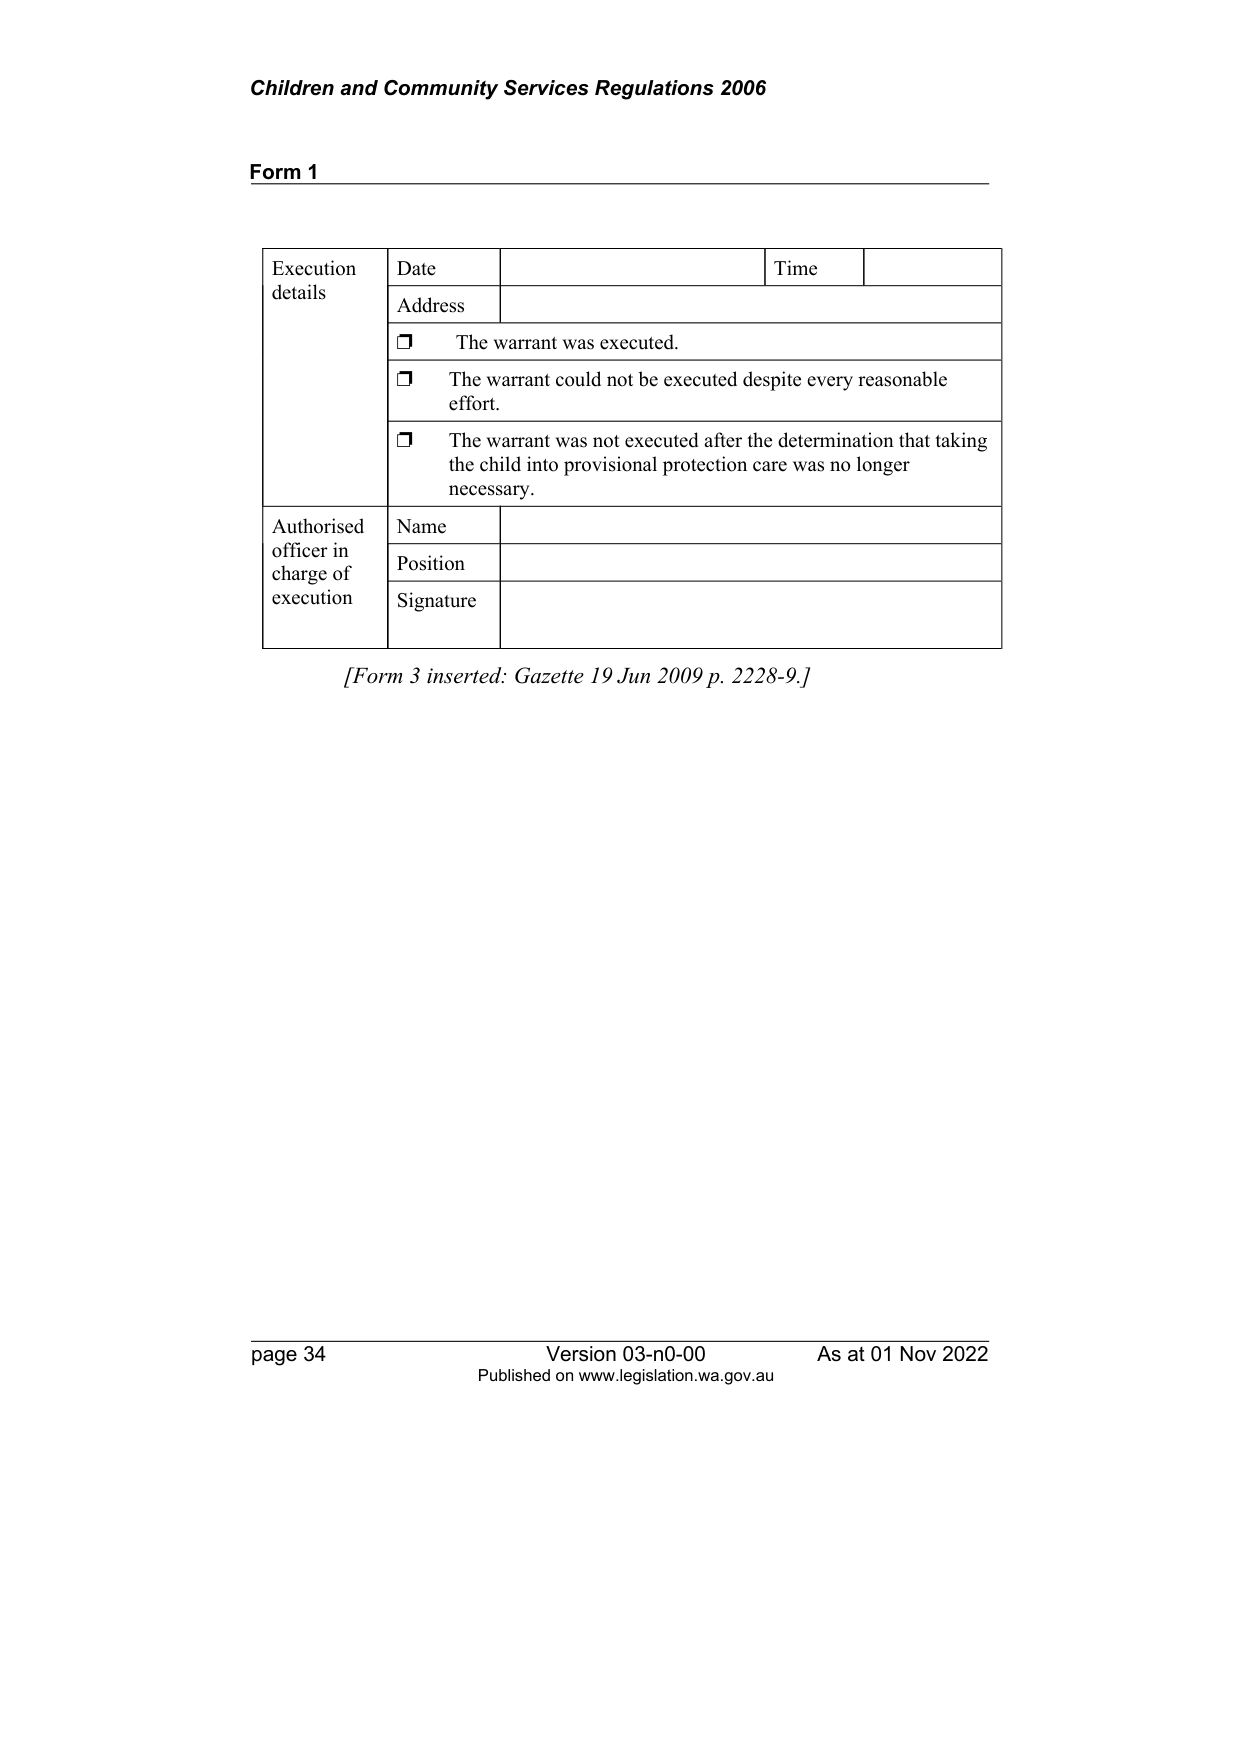 Children and Community Services Regulations 2006
Form 1
Execution details
Date
Time
Address
❐ The warrant was executed.
❐ The warrant could not be executed despite every reasonable
effort.
❐ The warrant was not executed after the determination that taking
the child into provisional protection care was no longer
necessary.
Authorised
officer in
charge of
execution
Name
Position
Signature
[Form 3 inserted: Gazette 19 Jun 2009 p. 2228-9.]
page 34 Version 03-n0-00 As at 01 Nov 2022
Published on www.legislation.wa.gov.au